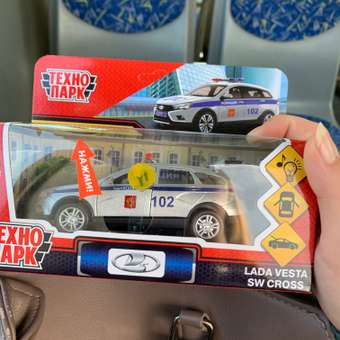 ТЕХНО
ПАРК
102
НАЖМИ!
102
ТЕХНО
ПАРК
LADA VESTA
SW CROSS